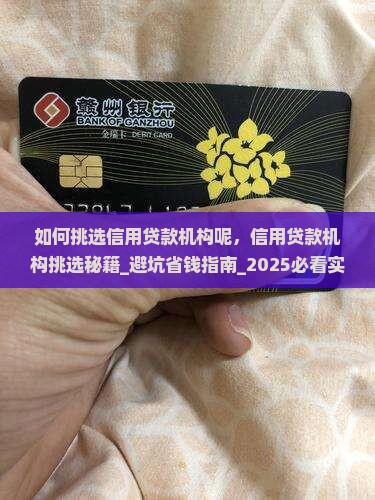 赣州银行
BANK OF GANZHOU
金瑞卡 DEBIT CARD
如何挑选信用贷款机构呢，信用贷款机
构挑选秘籍_避坑省钱指南_2025必看实